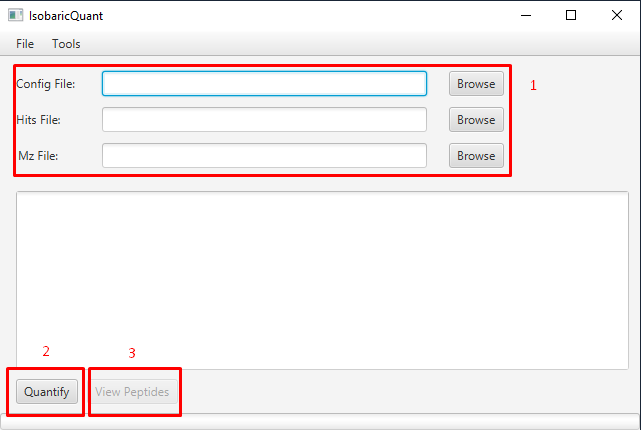 IsobaricQuant
File Tools
Config File: Browse 1
Hits File: Browse
Mz File: Browse
2 3
Quantify View Peptides